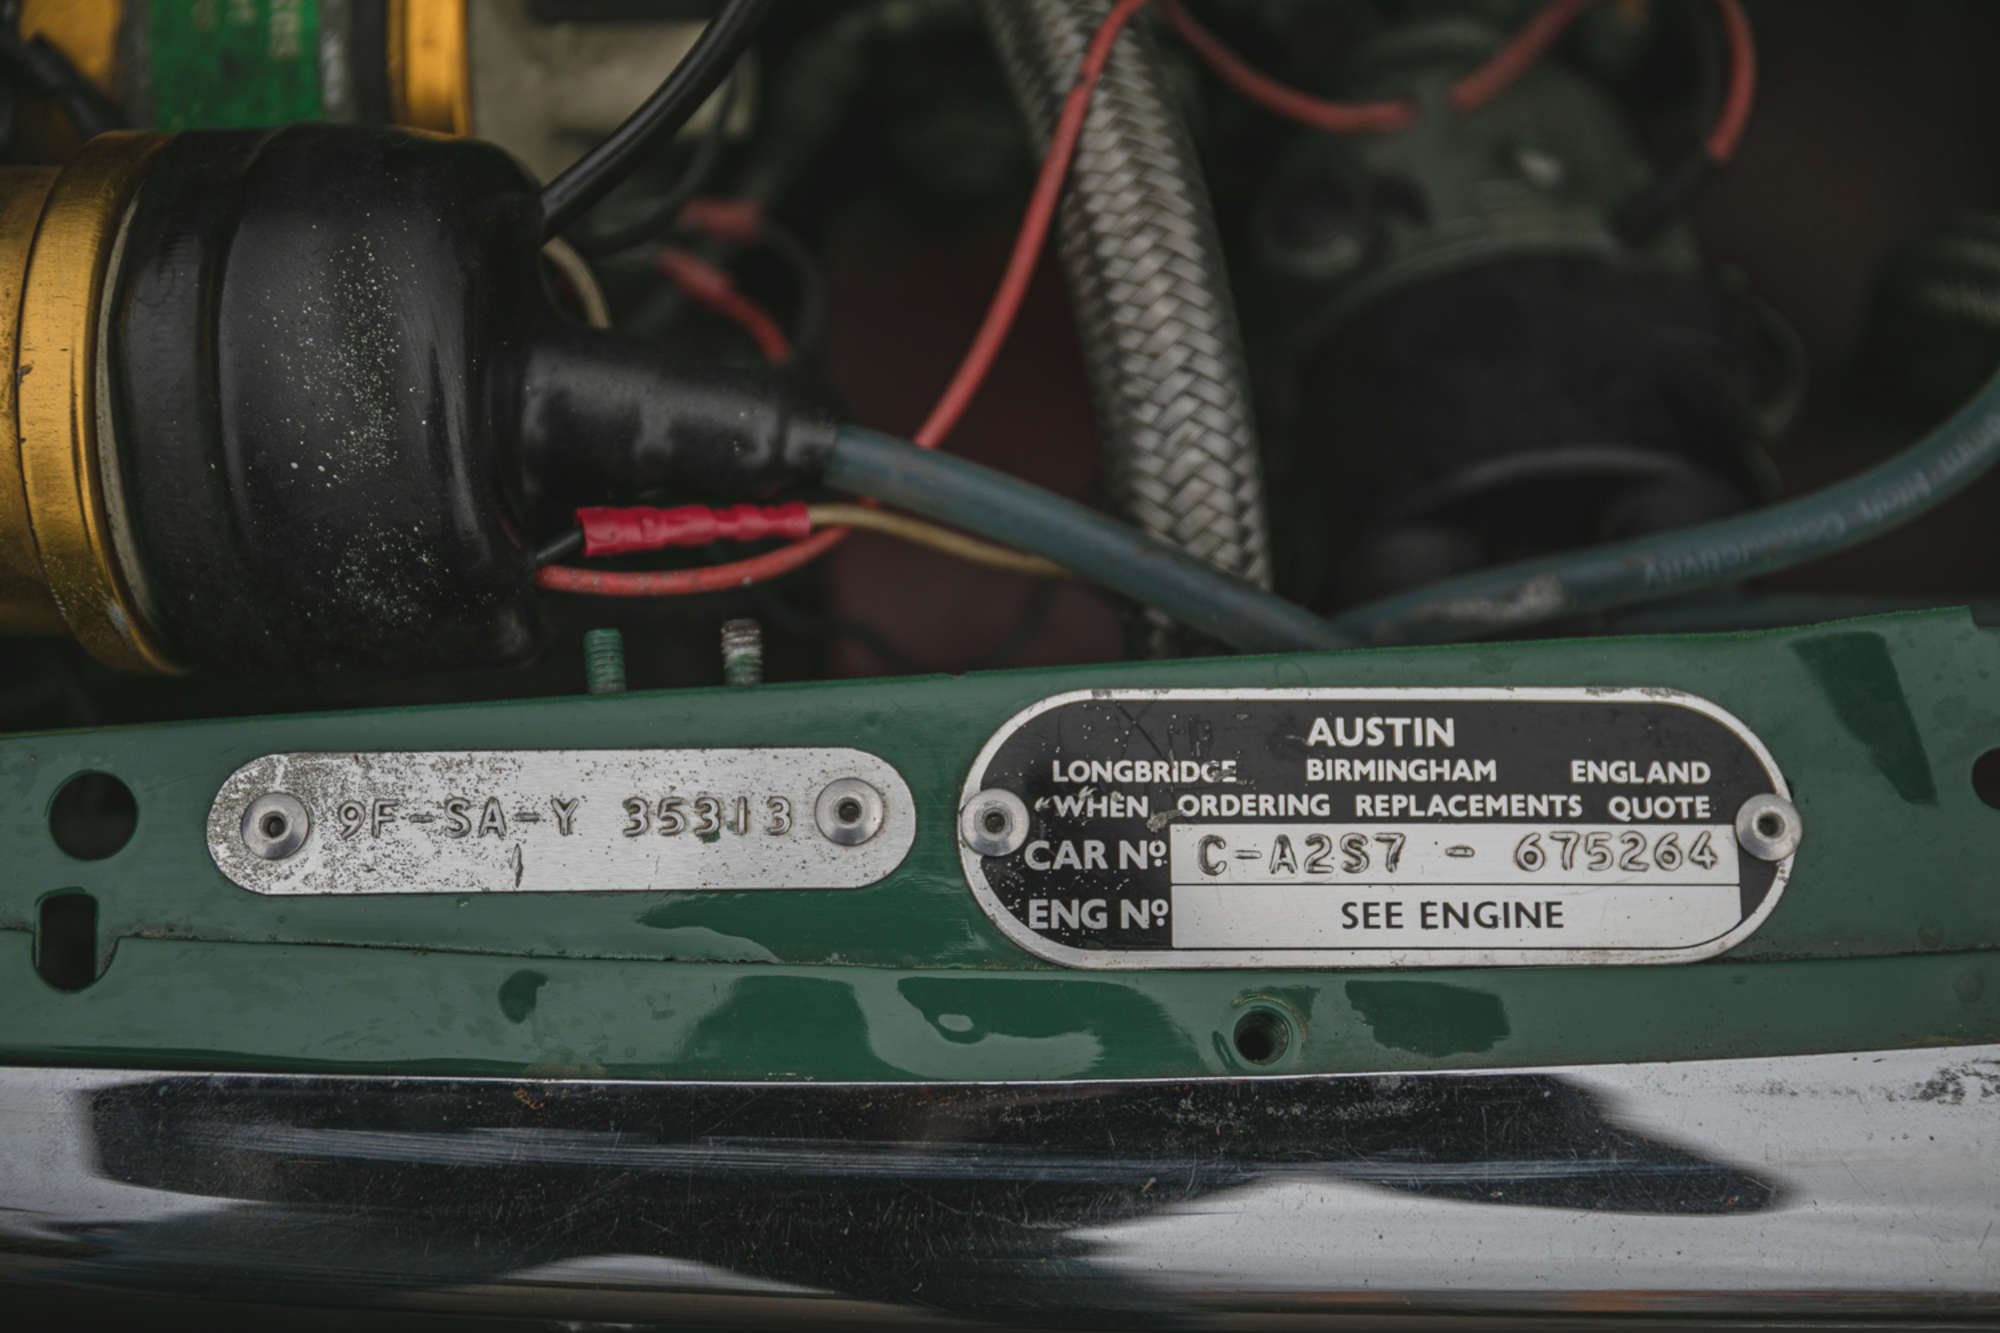 9F-SA-Y 35313
AUSTIN
LONGBRIDGE BIRMINGHAM ENGLAND
"WHEN ORDERING REPLACEMENTS QUOTE
CAR Nº C-A2S7 - 675264
ENG Nº SEE ENGINE